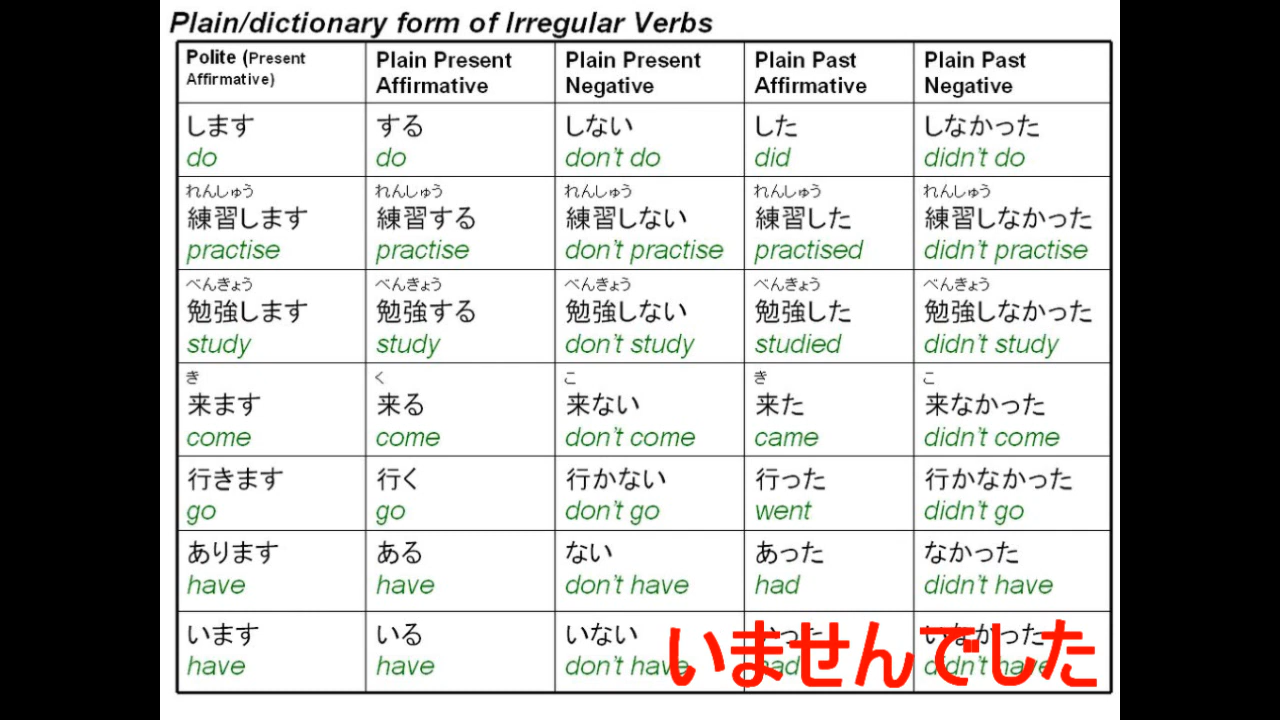 Plain/dictionary form of Irregular Verbs
Polite (Present Affirmative)
Plain Present Affirmative
Plain Present Negative
Plain Past Affirmative
Plain Past Negative
します する しない した しなかった
do do don't do did didn't do
れんしゅう れんしゅう れんしゅう れんしゅう れんしゅう
練習します 練習する 練習しない 練習した 練習しなかった
practise practise don't practise practised didn't practise
べんきょう べんきょう べんきょう べんきょう べんきょう
勉強します 勉強する 勉強しない 勉強した 勉強しなかった
study study don't study studied didn't study
き く こ き こ
来ます 来る 来ない 来た 来なかった
come come don't come came didn't come
行きます 行く 行かない 行った 行かなかった
go go don't go went didn't go
あります ある ない あった なかった
have have don't have had didn't have
います いる いない いった いなかった
have have don't have had didn't have
いませんでした